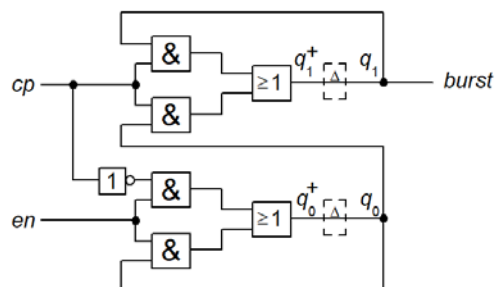 &
cp
≥1
q₁⁺
Δ
q₁
burst
&
1
&
en
≥1
q₀⁺
Δ
q₀
&